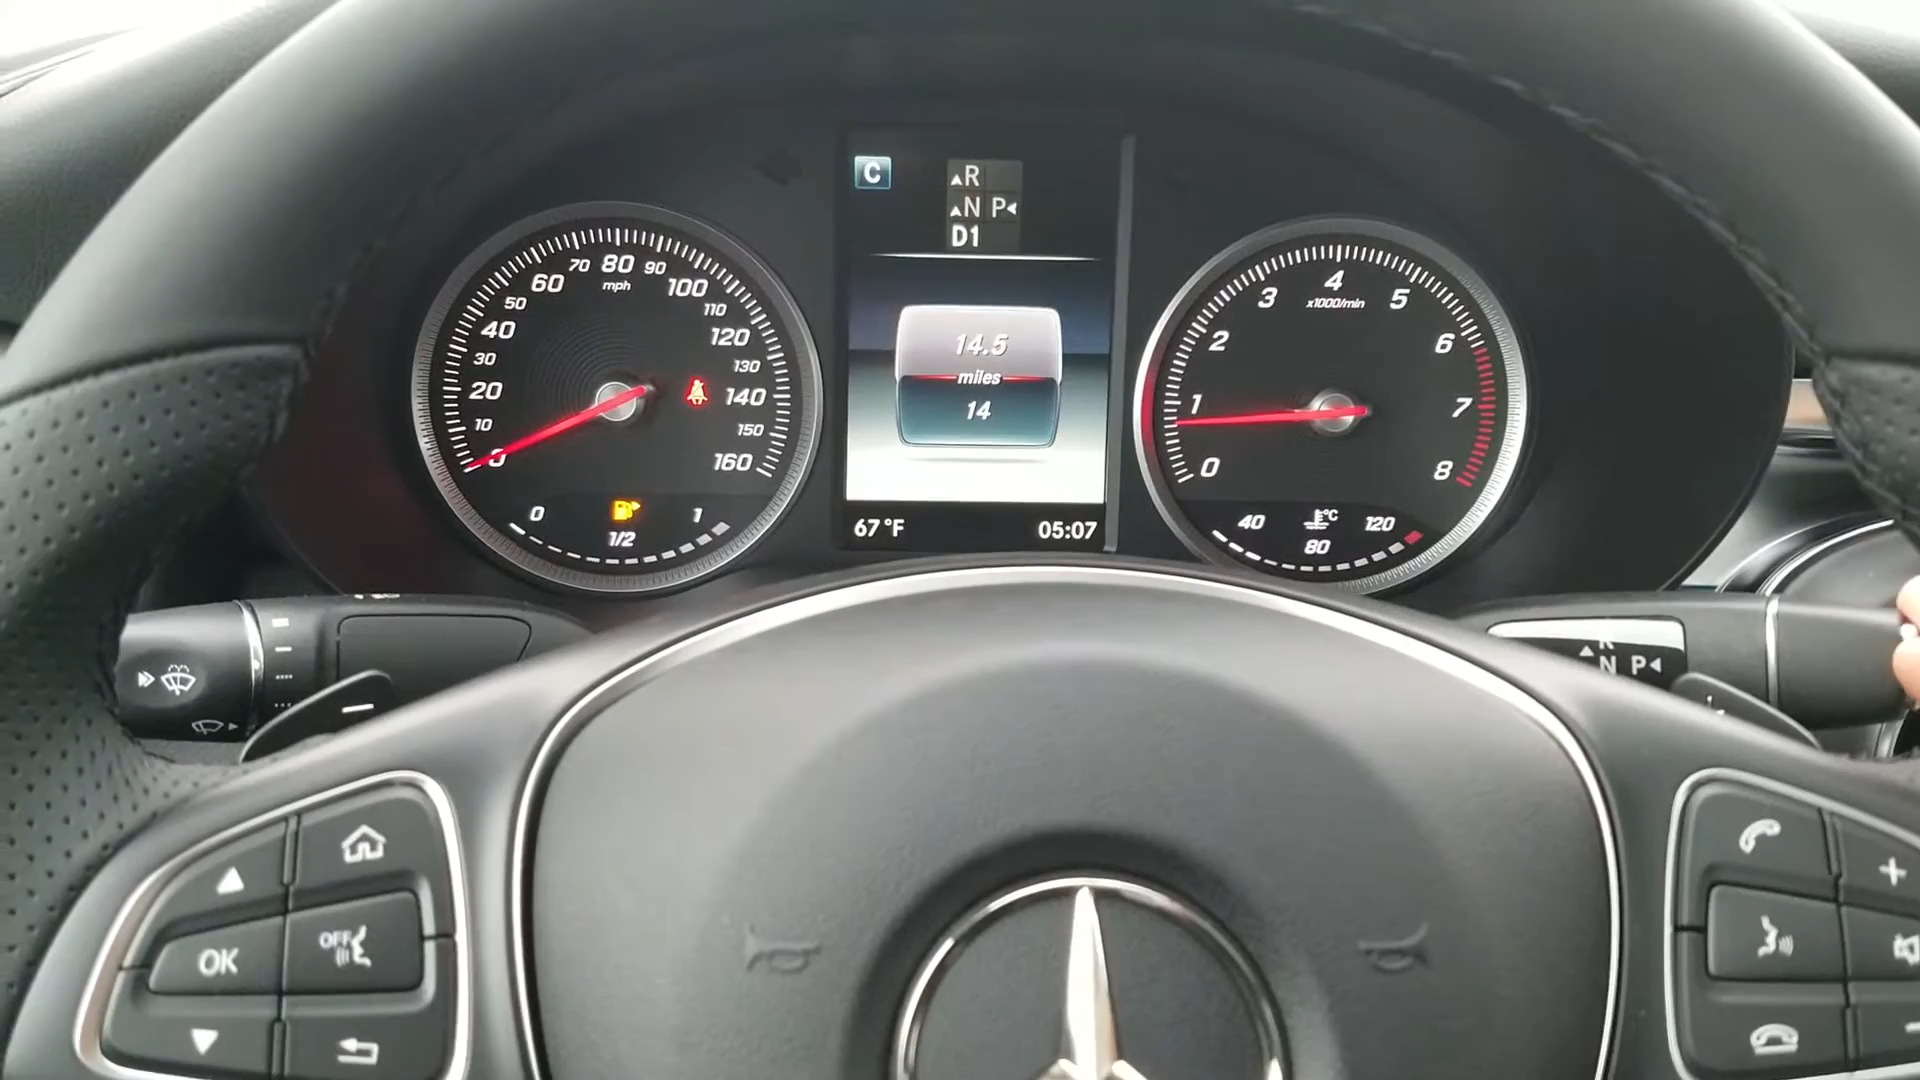 C
R
N P
D1
70 80 90
60 mph 100
50 110
40 120
30 130
20 140
10 150
0 160
0 1
1/2
14.5
miles
14
67 °F 05:07
4
3 x1000/min 5
2 6
1 7
0 8
40 °C 120
80
N P
OK
OFF
+